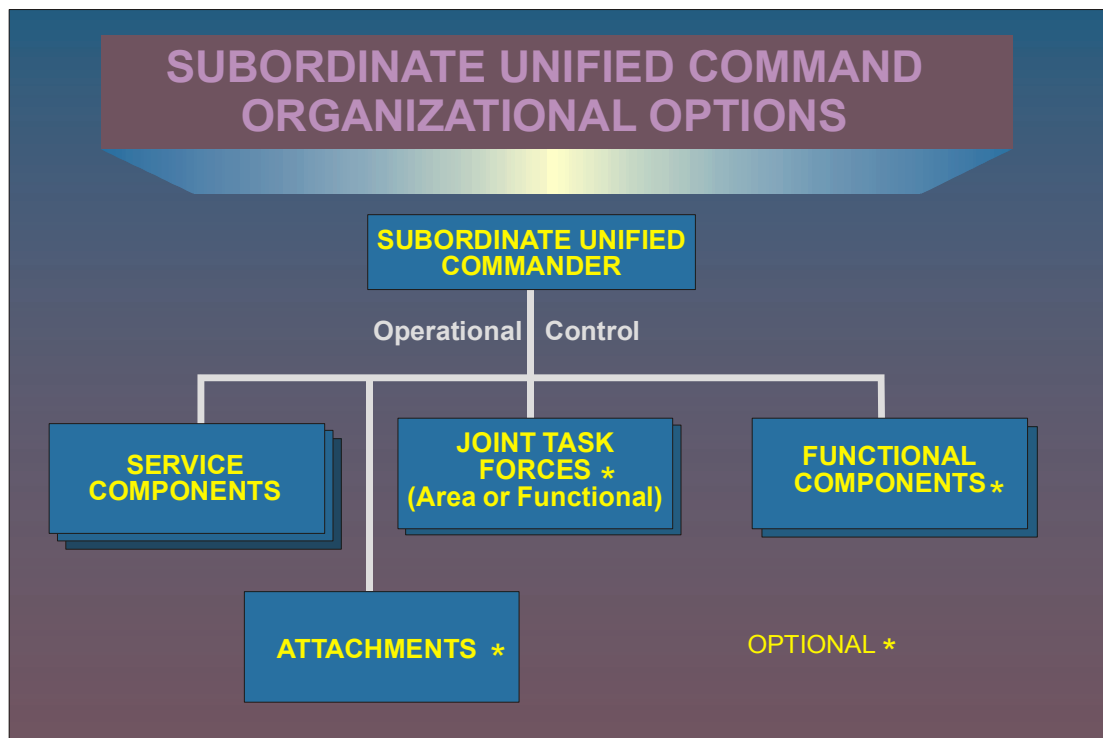 SUBORDINATE UNIFIED COMMAND
ORGANIZATIONAL OPTIONS
SUBORDINATE UNIFIED
COMMANDER
Operational Control
SERVICE
COMPONENTS
JOINT TASK
FORCES *
(Area or Functional)
FUNCTIONAL
COMPONENTS *
ATTACHMENTS *
OPTIONAL *